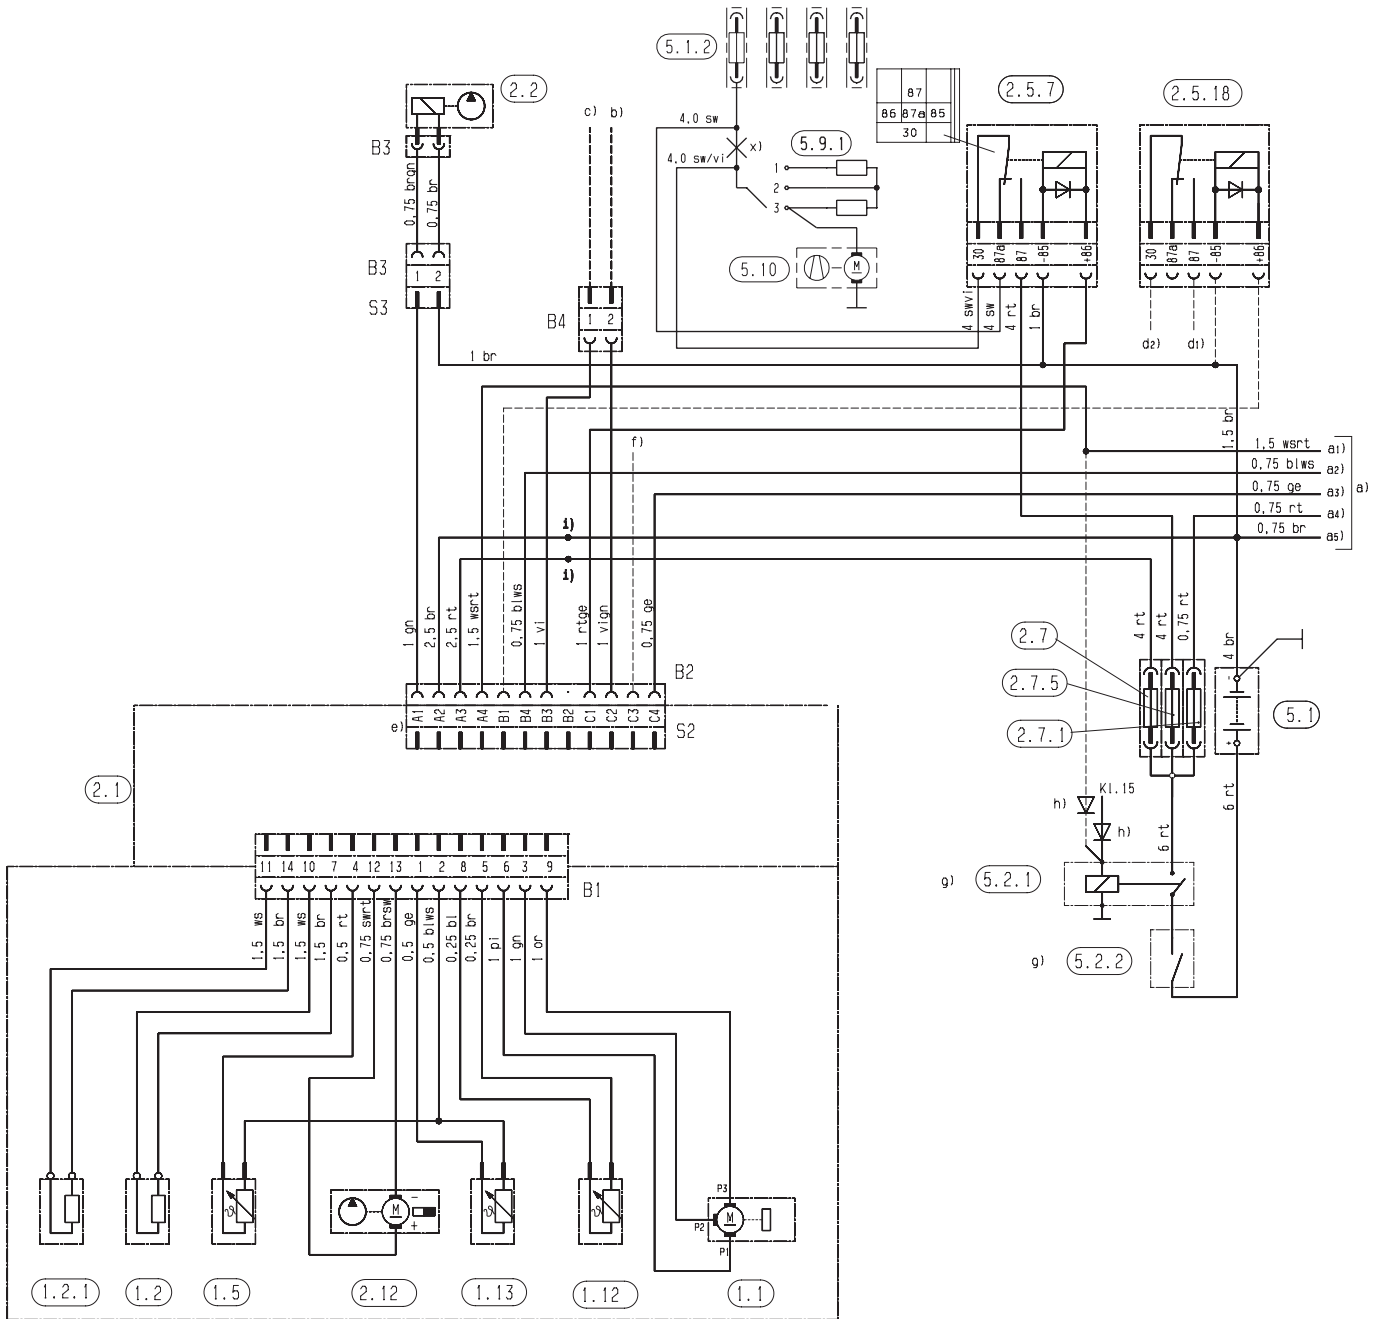 5.1.2
2.2
87
86 87a 85
30
2.5.7
2.5.18
c) b)
4,0 sw
x)
4,0 sw/vi
5.9.1
1
2
3
B3
0,75 brgn
0,75 br
B3
1 2
S3
5.10
M
30 87a 87 -85 +86
30 87a 87 -85 +86
B4
1 2
4 swvi
4 sw
4 rt
1 br
d2) d1)
1 br
f)
1,5 br
1,5 wsrt a1)
0,75 blws a2)
0,75 ge a3) a)
0,75 rt a4)
0,75 br a5)
i)
i)
1 gn
2,5 br
2,5 rt
1,5 wsrt
0,75 blws
1 vi
1 rtge
1 vign
0,75 ge
4 rt
4 rt
0,75 rt
4 br
2.7
2.7.5
2.7.1
5.1
-
+
B2
e) A1 A2 A3 A4 B1 B4 B3 B2 C1 C2 C3 C4
S2
2.1
h) Kl.15
h)
6 rt
6 rt
g) 5.2.1
g) 5.2.2
11 14 10 7 4 12 13 1 2 8 5 6 3 9
B1
1,5 ws
1,5 br
1,5 ws
1,5 br
0,5 rt
0,75 swrt
0,75 brsw
0,5 ge
0,5 blws
0,25 bl
0,25 br
1 pi
1 gn
1 or
P3
P2
P1
M
M
- +
ϑ
ϑ
ϑ
1.2.1
1.2
1.5
2.12
1.13
1.12
1.1